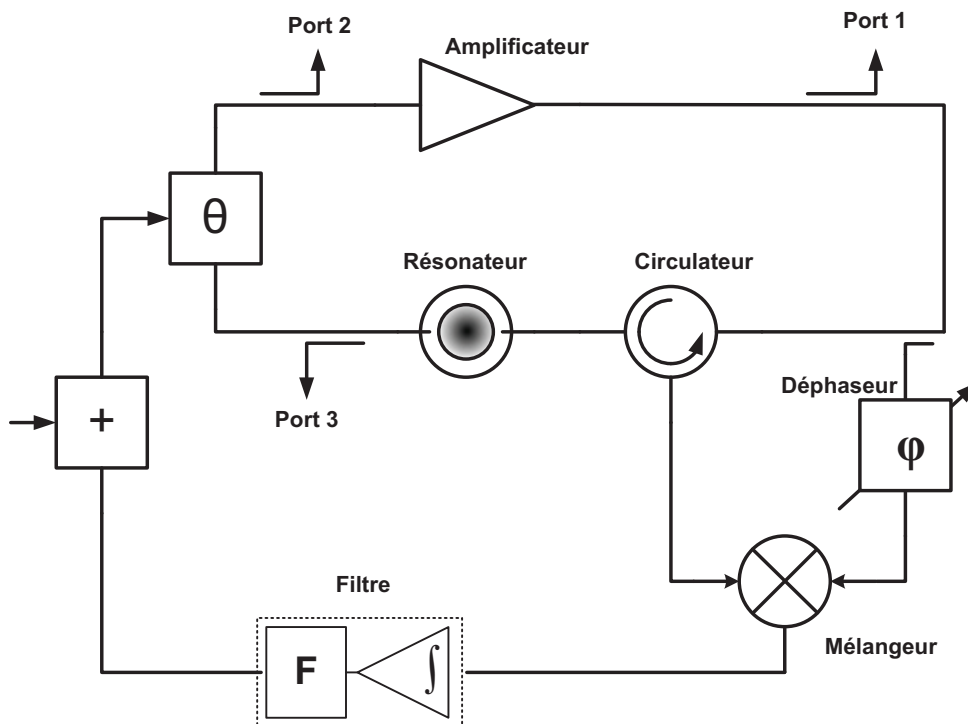 Port 2
Port 1
Amplificateur
θ
Résonateur
Circulateur
Déphaseur
Port 3
+
φ
Filtre
F
∫
Mélangeur